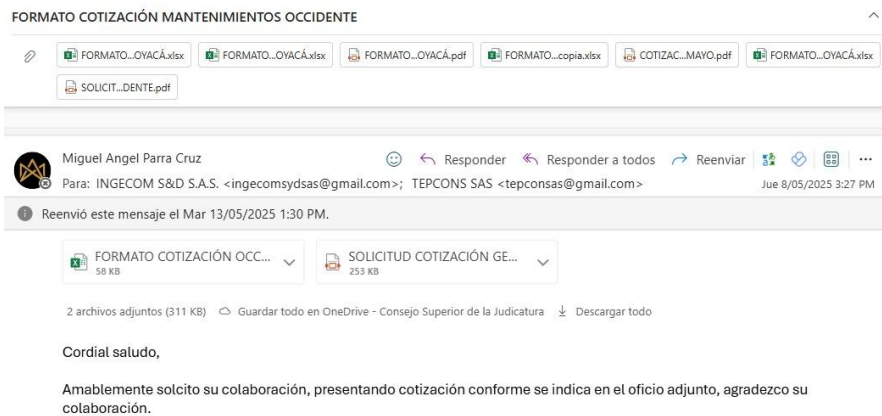 FORMATO COTIZACIÓN MANTENIMIENTOS OCCIDENTE
FORMATO...OYACÁ.xlsx FORMATO...OYACÁ.xlsx FORMATO...OYACÁ.pdf FORMATO...copia.xlsx COTIZAC...MAYO.pdf FORMATO...OYACÁ.xlsx
SOLICIT...DENTE.pdf
Miguel Angel Parra Cruz Responder Responder a todos Reenviar
Para: INGECOM S&D S.A.S. <ingecomsydsas@gmail.com>; TEPCONS SAS <tepconsas@gmail.com> Jue 8/05/2025 3:27 PM
Reenvió este mensaje el Mar 13/05/2025 1:30 PM.
FORMATO COTIZACIÓN OCC... SOLICITUD COTIZACIÓN GE...
58 KB 253 KB
2 archivos adjuntos (311 KB) Guardar todo en OneDrive - Consejo Superior de la Judicatura Descargar todo
Cordial saludo,
Amablemente solcito su colaboración, presentando cotización conforme se indica en el oficio adjunto, agradezco su
colaboración.